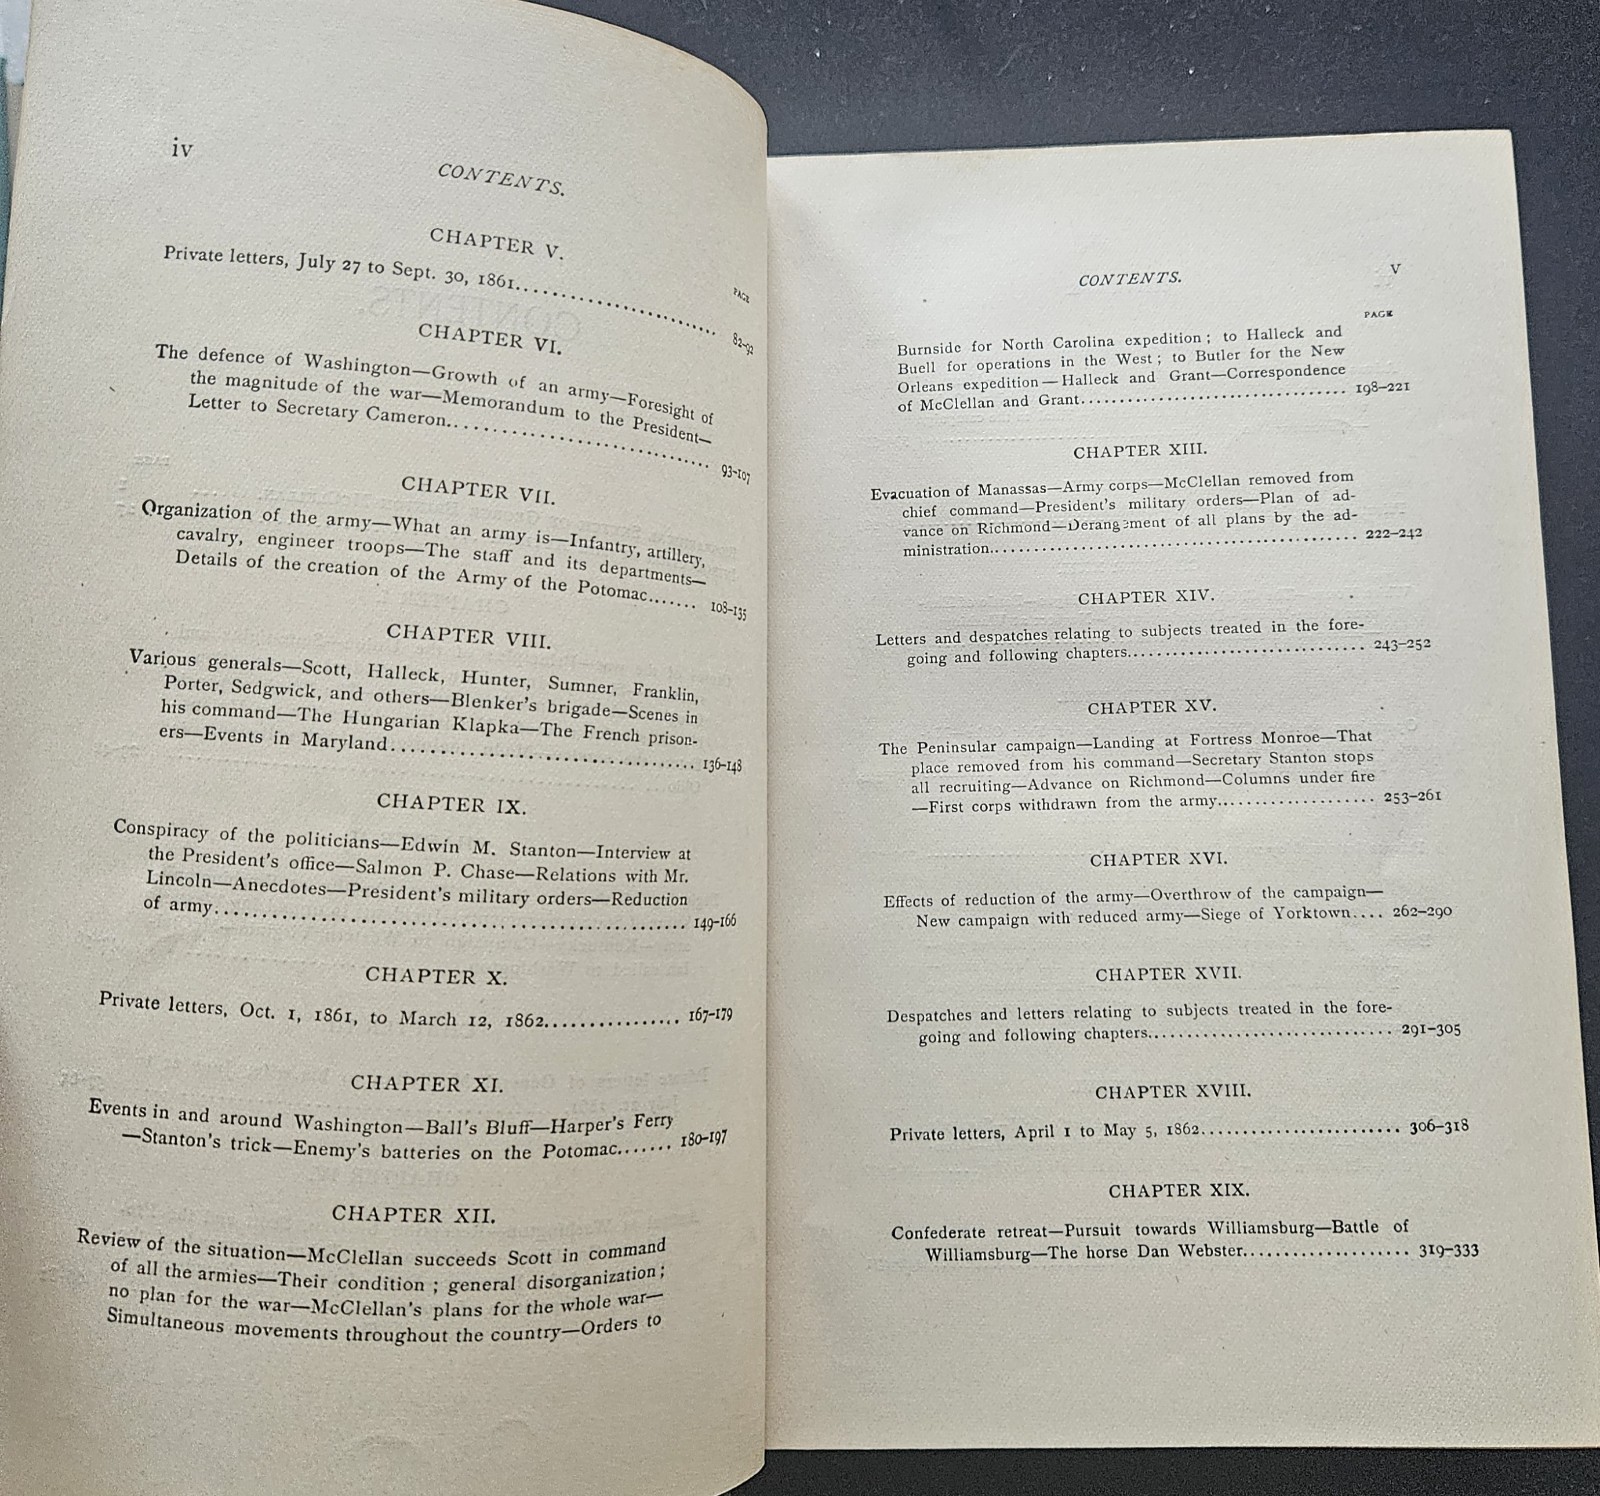 iv
CONTENTS.
CHAPTER V.
PAGE
Private letters, July 27 to Sept. 30, 1861........................ 82-92
CHAPTER VI.
The defence of Washington—Growth of an army—Foresight of
the magnitude of the war—Memorandum to the President—
Letter to Secretary Cameron.............................. 93-107
CHAPTER VII.
Organization of the army—What an army is—Infantry, artillery,
cavalry, engineer troops—The staff and its departments—
Details of the creation of the Army of the Potomac....... 108-135
CHAPTER VIII.
Various generals—Scott, Halleck, Hunter, Sumner, Franklin,
Porter, Sedgwick, and others—Blenker's brigade—Scenes in
his command—The Hungarian Klapka—The French prison-
ers—Events in Maryland................................. 136-148
CHAPTER IX.
Conspiracy of the politicians—Edwin M. Stanton—Interview at
the President's office—Salmon P. Chase—Relations with Mr.
Lincoln—Anecdotes—President's military orders—Reduction
of army.................................................. 149-166
CHAPTER X.
Private letters, Oct. 1, 1861, to March 12, 1862................ 167-179
CHAPTER XI.
Events in and around Washington—Ball's Bluff—Harper's Ferry
—Stanton's trick—Enemy's batteries on the Potomac....... 180-197
CHAPTER XII.
Review of the situation—McClellan succeeds Scott in command
of all the armies—Their condition ; general disorganization ;
no plan for the war—McClellan's plans for the whole war—
Simultaneous movements throughout the country—Orders to
CONTENTS.
V
PAGE
Burnside for North Carolina expedition ; to Halleck and
Buell for operations in the West ; to Butler for the New
Orleans expedition—Halleck and Grant—Correspondence
of McClellan and Grant.................................. 198-221
CHAPTER XIII.
Evacuation of Manassas—Army corps—McClellan removed from
chief command—President's military orders—Plan of ad-
vance on Richmond—Derangement of all plans by the ad-
ministration.............................................. 222-242
CHAPTER XIV.
Letters and despatches relating to subjects treated in the fore-
going and following chapters.............................. 243-252
CHAPTER XV.
The Peninsular campaign—Landing at Fortress Monroe—That
place removed from his command—Secretary Stanton stops
all recruiting—Advance on Richmond—Columns under fire
—First corps withdrawn from the army.................... 253-261
CHAPTER XVI.
Effects of reduction of the army—Overthrow of the campaign—
New campaign with reduced army—Siege of Yorktown.... 262-290
CHAPTER XVII.
Despatches and letters relating to subjects treated in the fore-
going and following chapters.............................. 291-305
CHAPTER XVIII.
Private letters, April 1 to May 5, 1862........................ 306-318
CHAPTER XIX.
Confederate retreat—Pursuit towards Williamsburg—Battle of
Williamsburg—The horse Dan Webster.................... 319-333